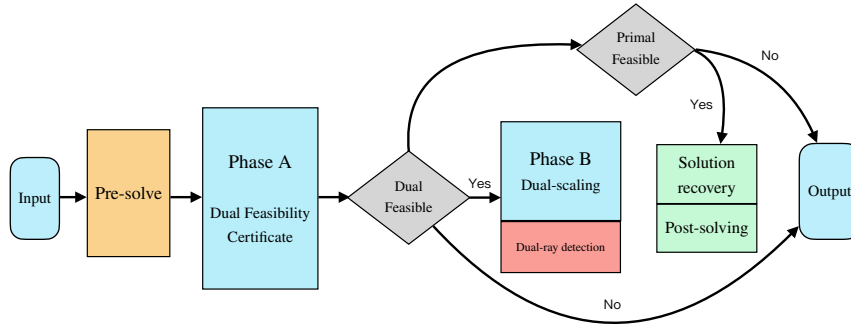 Input
Pre-solve
Phase A
Dual Feasibility
Certificate
Dual
Feasible
Yes
No
Phase B
Dual-scaling
Dual-ray detection
Primal
Feasible
Yes
No
Solution
recovery
Post-solving
Output